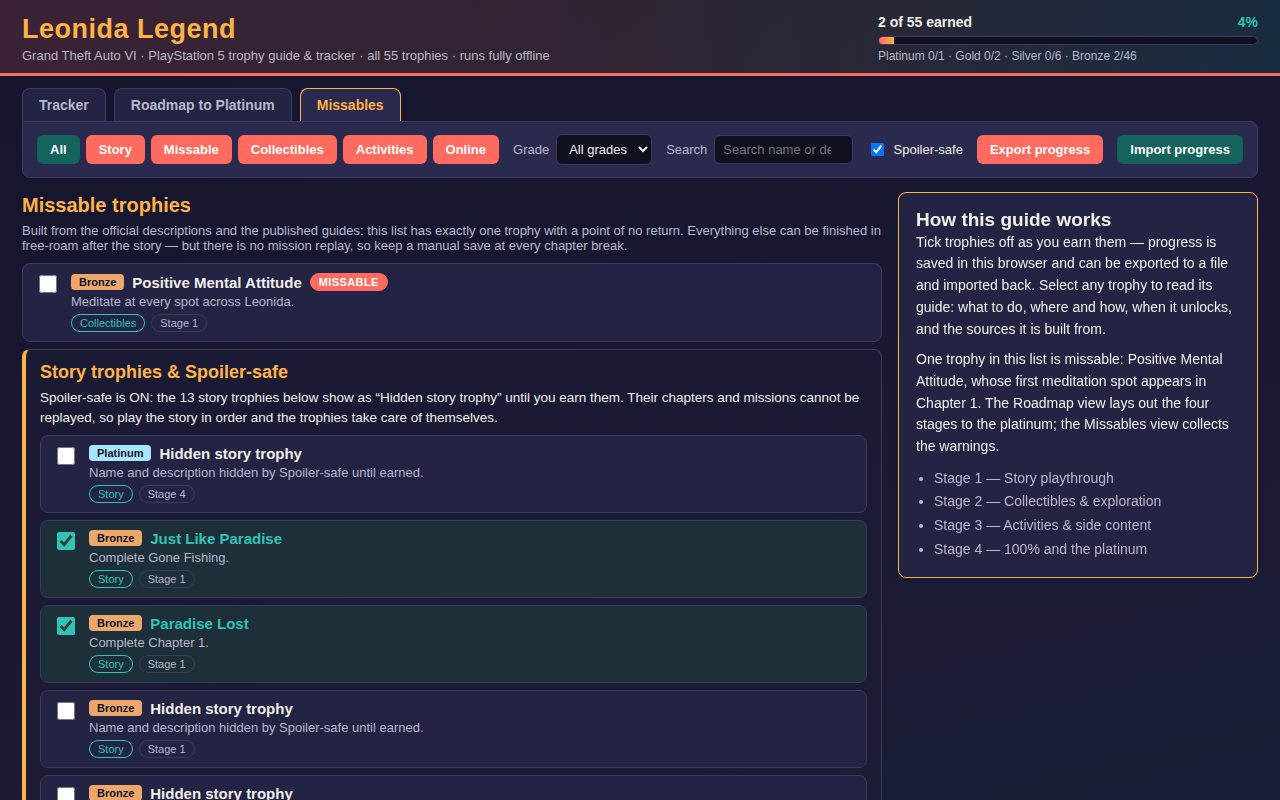 Leonida Legend
Grand Theft Auto VI · PlayStation 5 trophy guide & tracker · all 55 trophies · runs fully offline
2 of 55 earned 4%
Platinum 0/1 · Gold 0/2 · Silver 0/6 · Bronze 2/46
Tracker
Roadmap to Platinum
Missables
All
Story
Missable
Collectibles
Activities
Online
Grade
All grades
Search
Search name or de
Spoiler-safe
Export progress
Import progress
Missable trophies
Built from the official descriptions and the published guides: this list has exactly one trophy with a point of no return. Everything else can be finished in
free-roam after the story — but there is no mission replay, so keep a manual save at every chapter break.
Bronze Positive Mental Attitude MISSABLE
Meditate at every spot across Leonida.
Collectibles Stage 1
Story trophies & Spoiler-safe
Spoiler-safe is ON: the 13 story trophies below show as “Hidden story trophy” until you earn them. Their chapters and missions cannot be
replayed, so play the story in order and the trophies take care of themselves.
Platinum Hidden story trophy
Name and description hidden by Spoiler-safe until earned.
Story Stage 4
Bronze Just Like Paradise
Complete Gone Fishing.
Story Stage 1
Bronze Paradise Lost
Complete Chapter 1.
Story Stage 1
Bronze Hidden story trophy
Name and description hidden by Spoiler-safe until earned.
Story Stage 1
Bronze Hidden story trophy
How this guide works
Tick trophies off as you earn them — progress is
saved in this browser and can be exported to a file
and imported back. Select any trophy to read its
guide: what to do, where and how, when it unlocks,
and the sources it is built from.
One trophy in this list is missable: Positive Mental
Attitude, whose first meditation spot appears in
Chapter 1. The Roadmap view lays out the four
stages to the platinum; the Missables view collects
the warnings.
• Stage 1 — Story playthrough
• Stage 2 — Collectibles & exploration
• Stage 3 — Activities & side content
• Stage 4 — 100% and the platinum